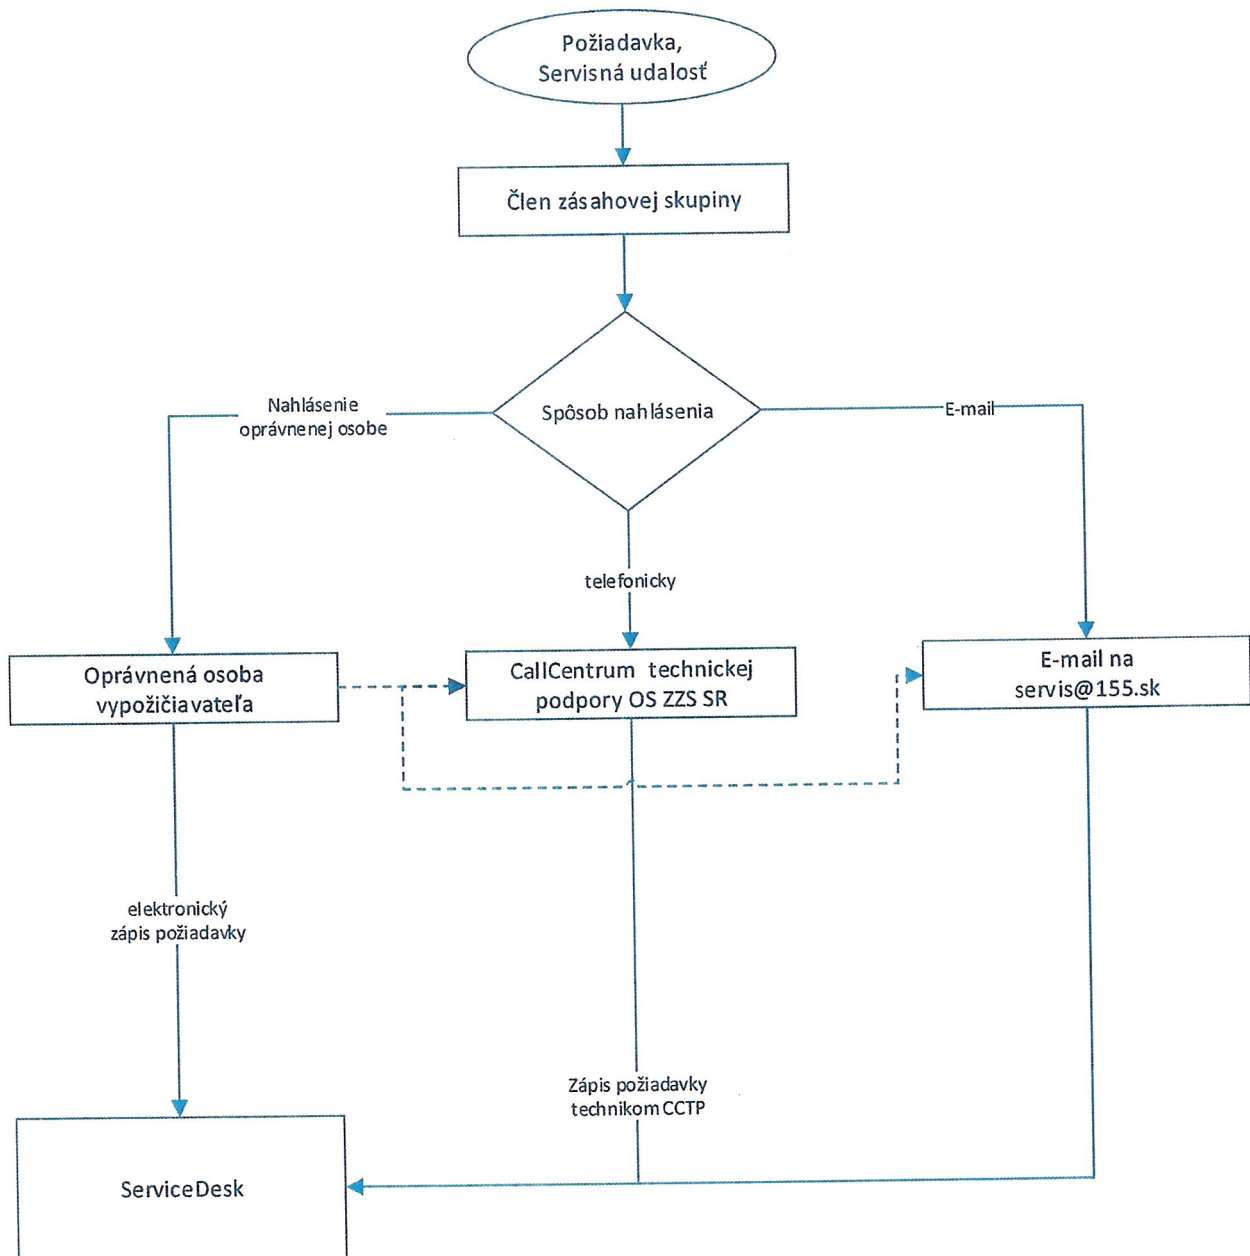 Požiadavka,
Servisná udalosť
Člen zásahovej skupiny
Spôsob nahlásenia
Nahlásenie
oprávnenej osobe
E-mail
telefonicky
Oprávnená osoba
vypožičiavateľa
CallCentrum technickej
podpory OS ZZS SR
E-mail na
servis@155.sk
elektronický
zápis požiadavky
Zápis požiadavky
technikom CCTP
ServiceDesk